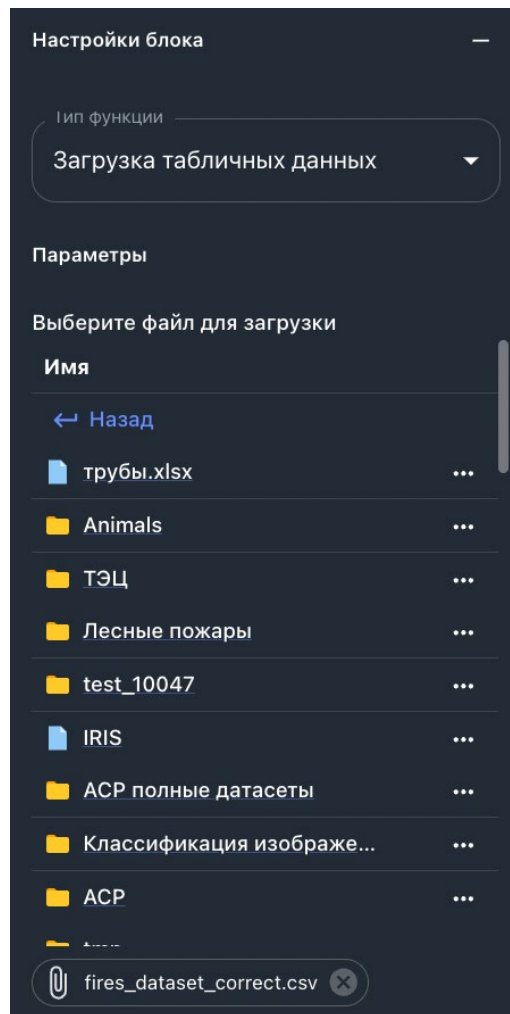 Настройки блока
Тип функции
Загрузка табличных данных
Параметры
Выберите файл для загрузки
Имя
Назад
трубы.xlsx
Animals
ТЭЦ
Лесные пожары
test_10047
IRIS
АСР полные датасеты
Классификация изображе...
АСР
fires_dataset_correct.csv